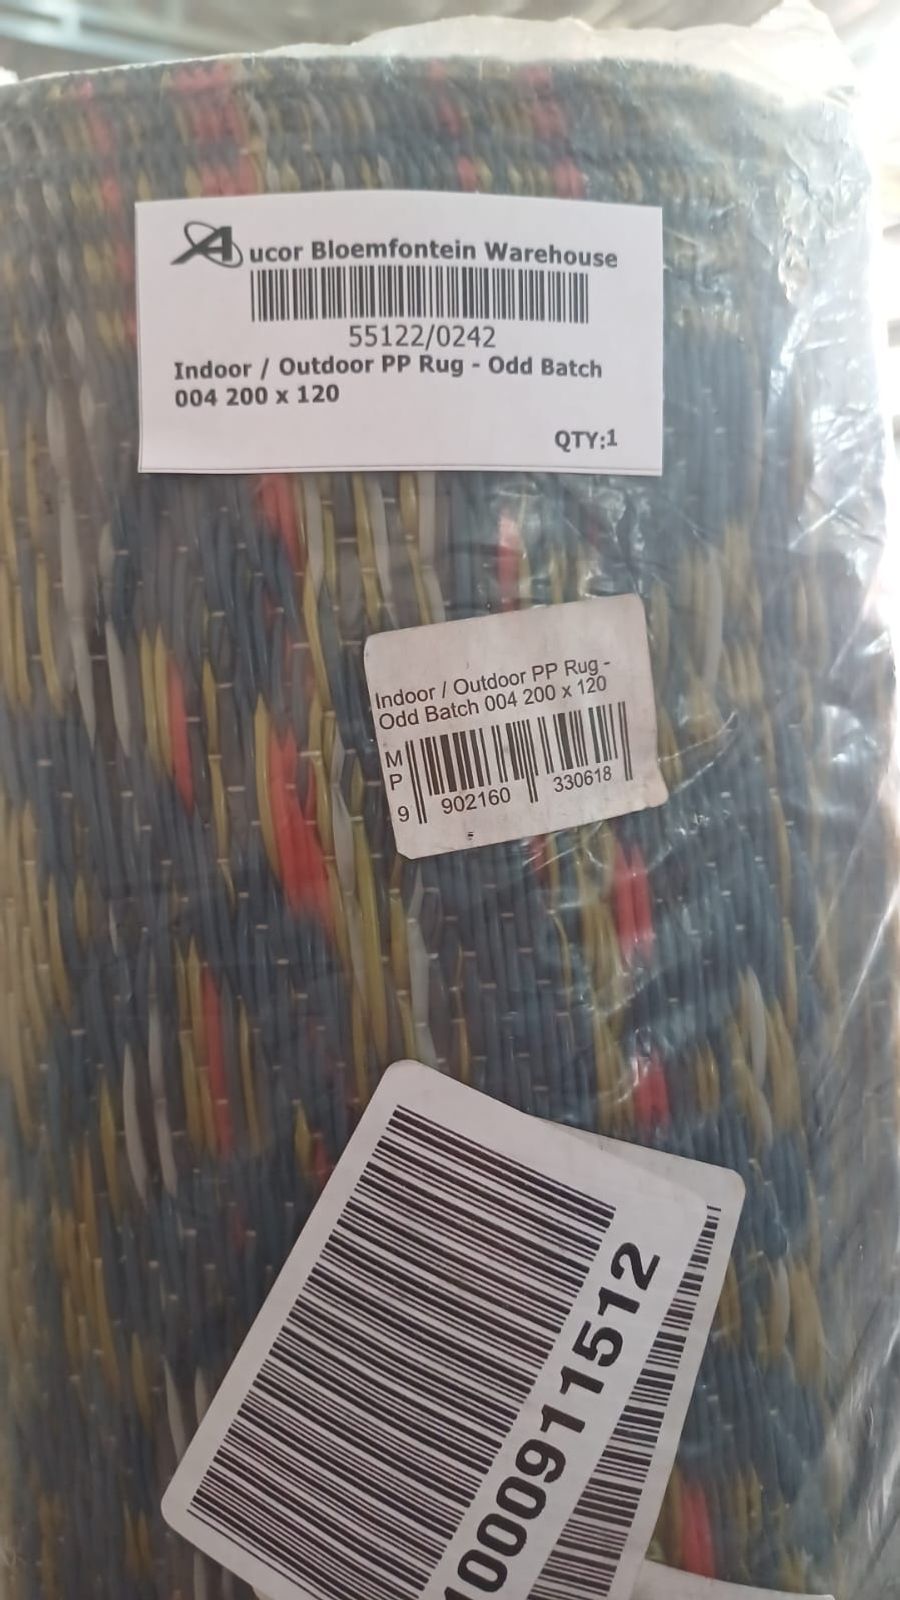 Aucor Bloemfontein Warehouse
55122/0242
Indoor / Outdoor PP Rug - Odd Batch
004 200 x 120
QTY:1
Indoor / Outdoor PP Rug -
Odd Batch 004 200 x 120
M
P
9 902160 330618
1000911512